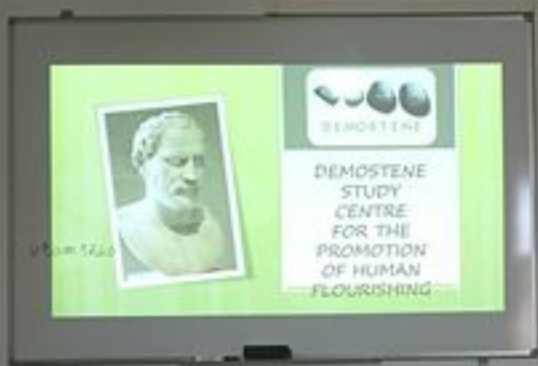 DEMOSTENE
DEMOSTENE
STUDY
CENTRE
FOR THE
PROMOTION
OF HUMAN
FLOURISHING